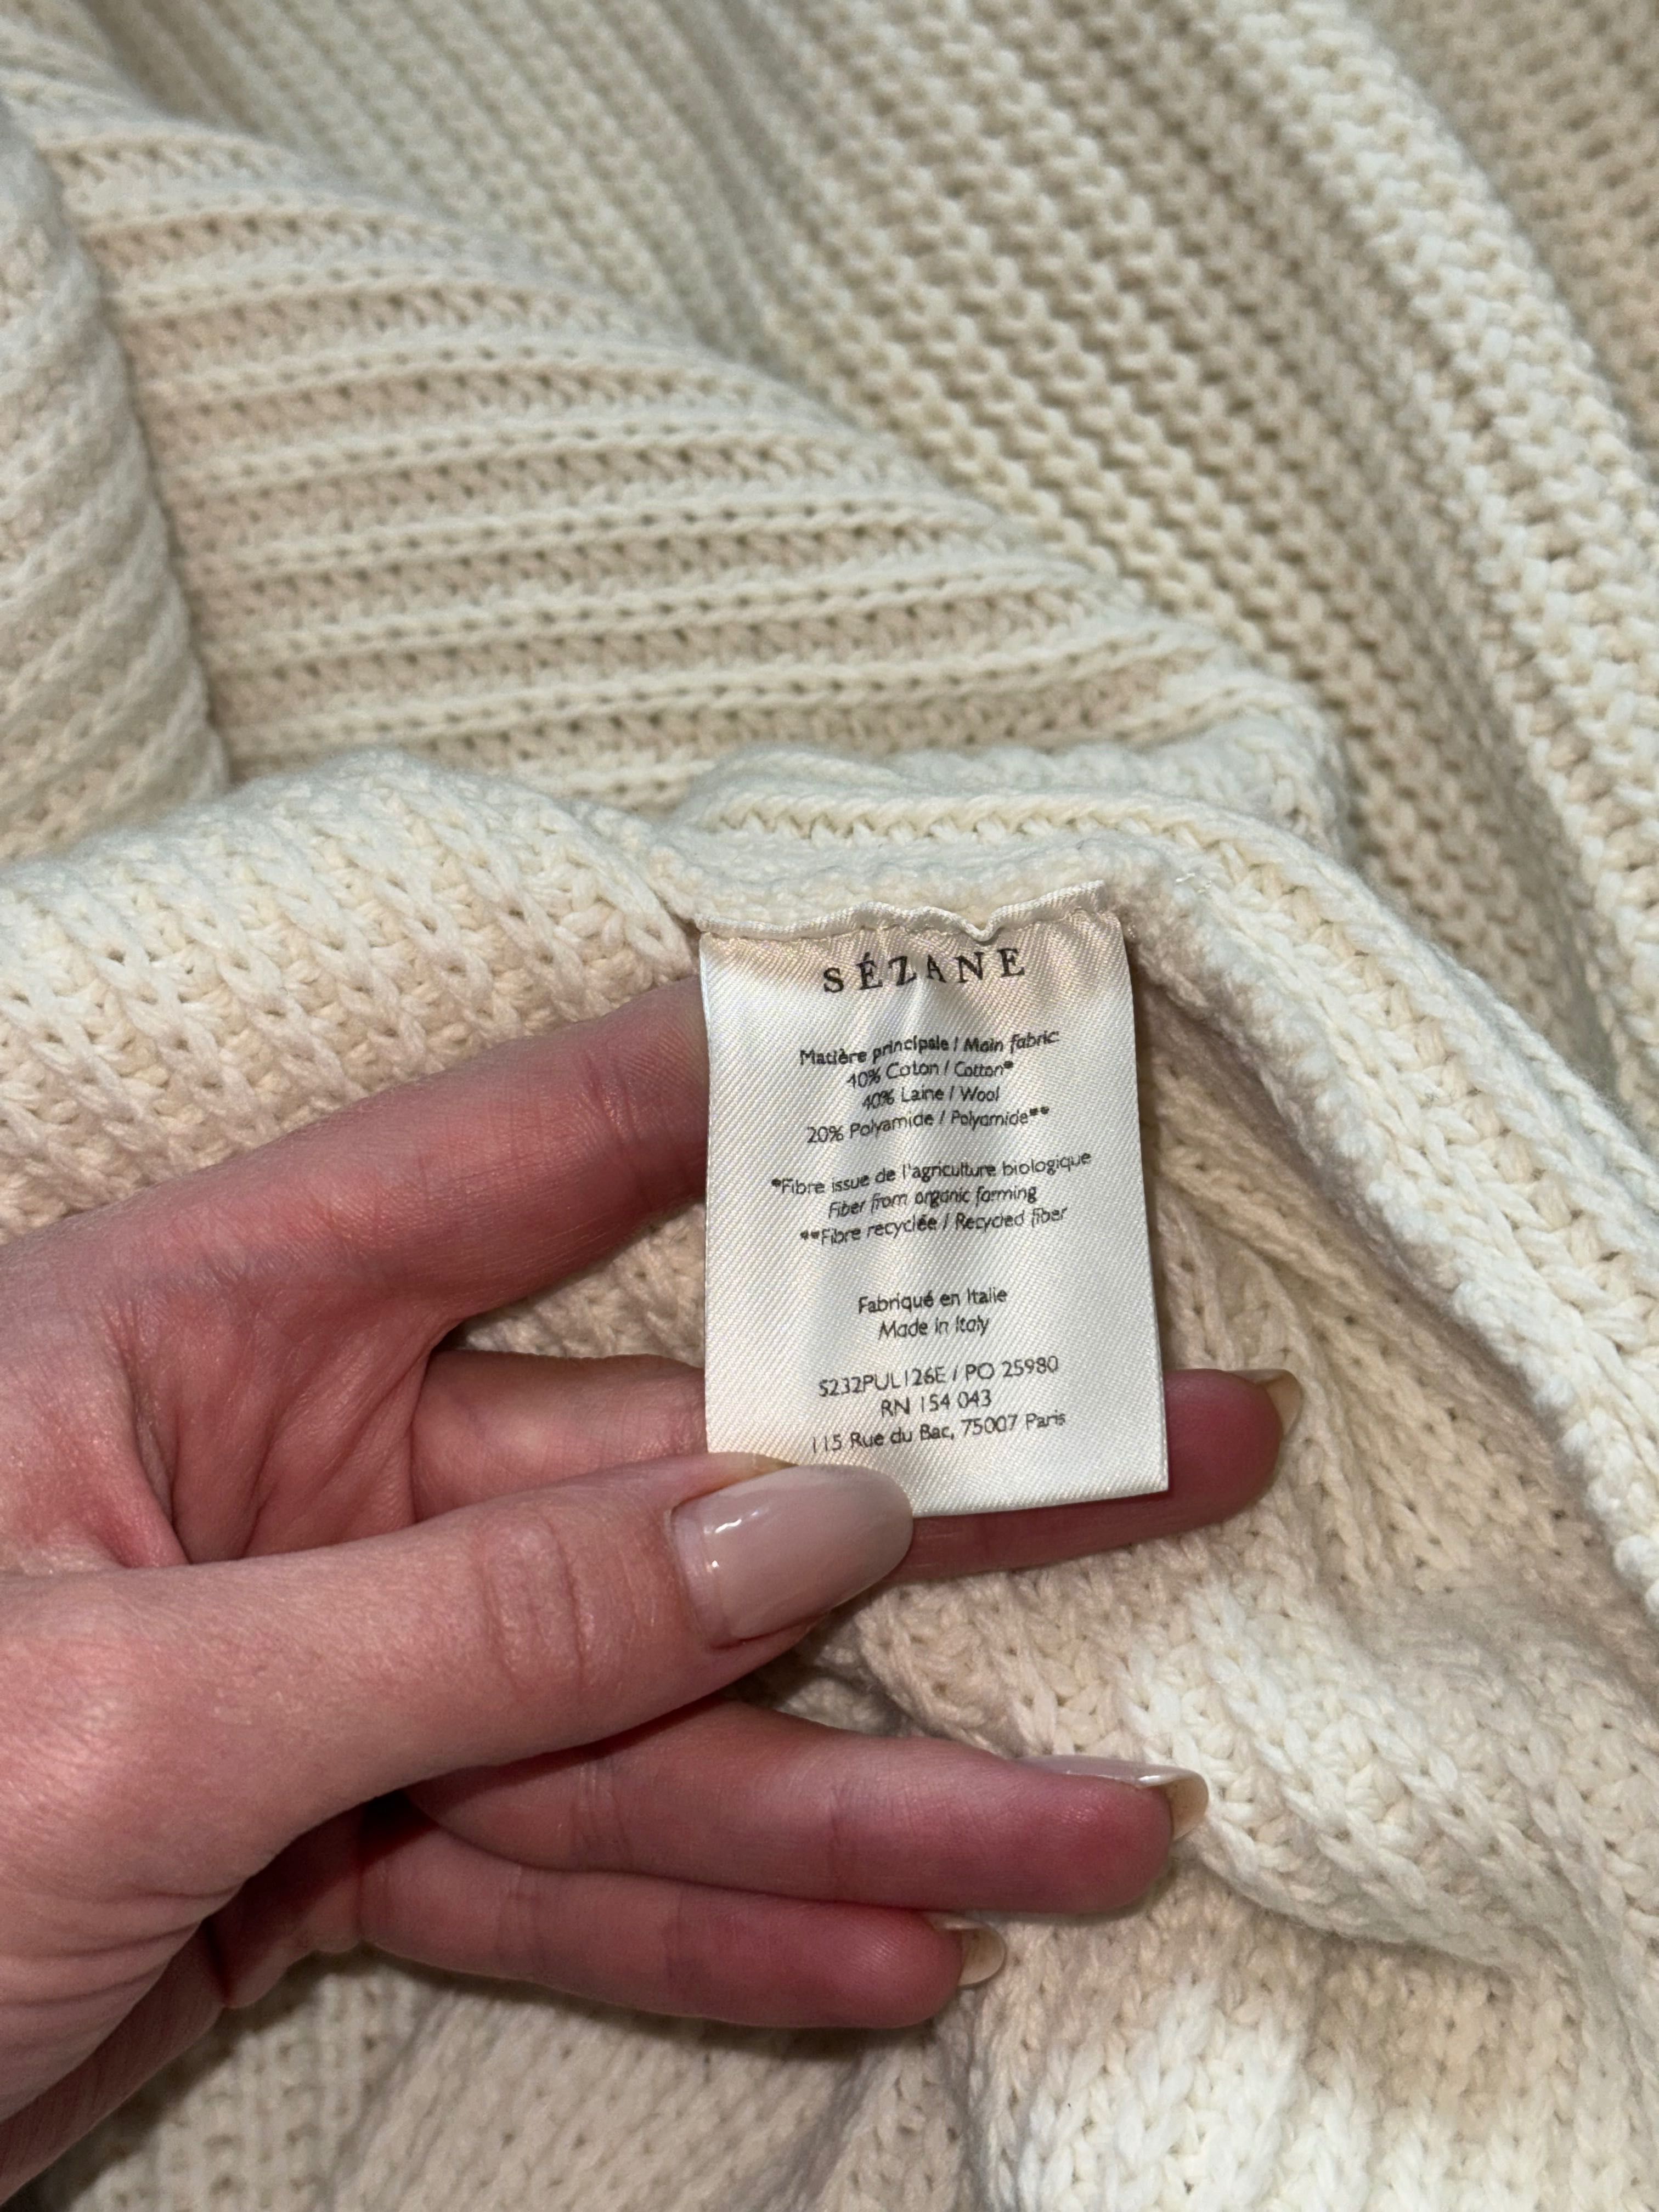 SÉZANE
Matière principale / Main fabric:
40% Coton / Cotton*
40% Laine / Wool
20% Polyamide / Polyamide**
*Fibre issue de l'agriculture biologique
Fiber from organic farming
**Fibre recyclée / Recycled fiber
Fabriqué en Italie
Made in Italy
S232PUL126E / PO 25980
RN 154 043
115 Rue du Bac, 75007 Paris